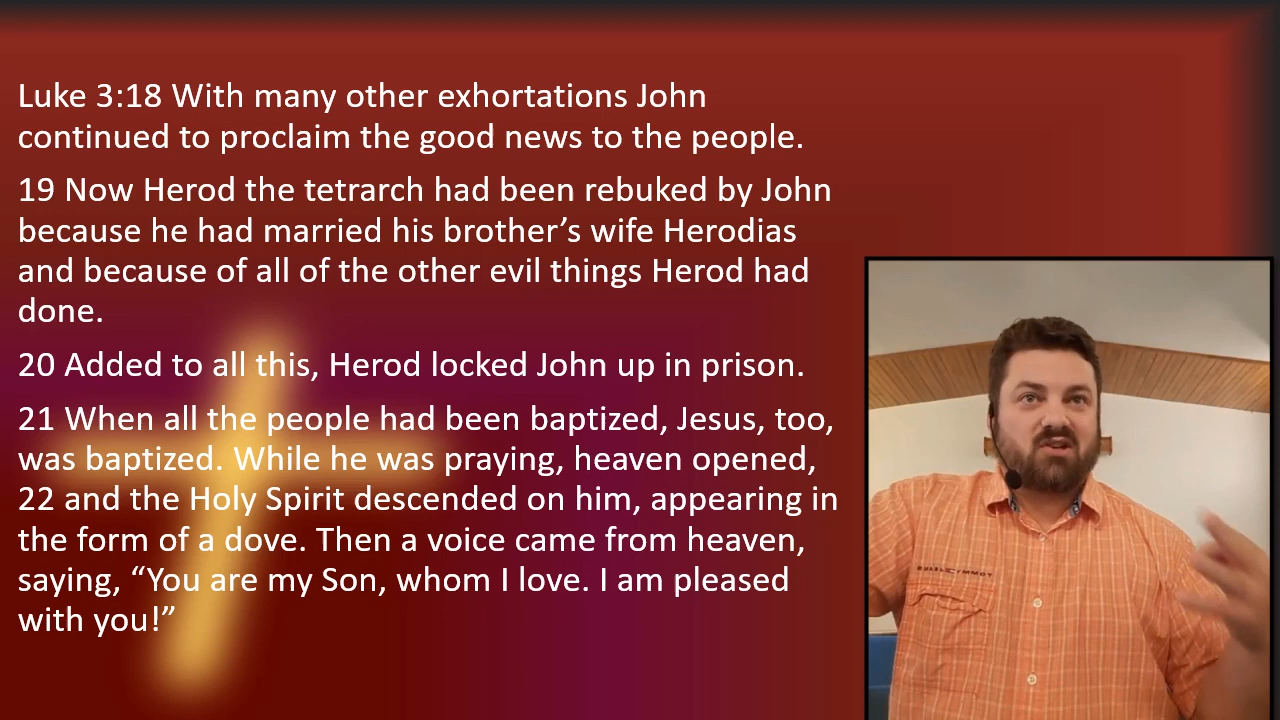 Luke 3:18 With many other exhortations John
continued to proclaim the good news to the people.
19 Now Herod the tetrarch had been rebuked by John
because he had married his brother’s wife Herodias
and because of all of the other evil things Herod had
done.
20 Added to all this, Herod locked John up in prison.
21 When all the people had been baptized, Jesus, too,
was baptized. While he was praying, heaven opened,
22 and the Holy Spirit descended on him, appearing in
the form of a dove. Then a voice came from heaven,
saying, “You are my Son, whom I love. I am pleased
with you!”